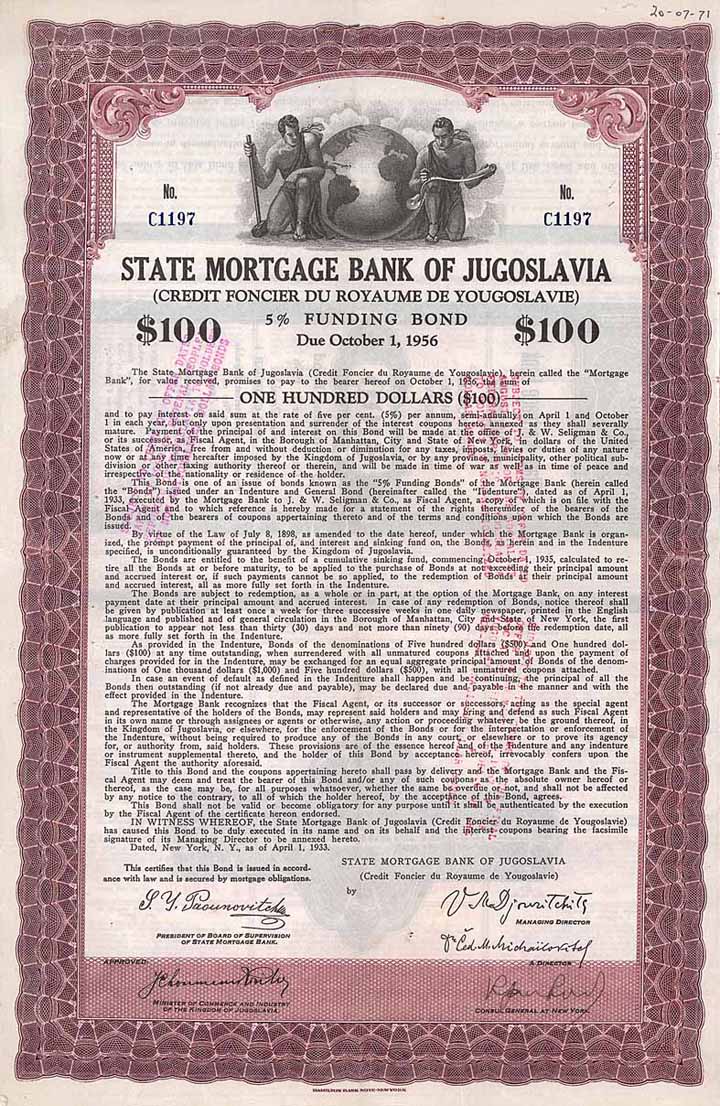 20-07-71
No. No.
C1197 C1197
STATE MORTGAGE BANK OF JUGOSLAVIA
(CREDIT FONCIER DU ROYAUME DE YOUGOSLAVIE)
$100 5% FUNDING BOND $100
Due October 1, 1956
The State Mortgage Bank of Jugoslavia (Credit Foncier du Royaume de Yougoslavie), herein called the "Mortgage
Bank", for value received, promises to pay to the bearer hereof on October 1, 1956, the sum of
ONE HUNDRED DOLLARS ($100)
and to pay interest on said sum at the rate of five per cent. (5%) per annum, semi-annually on April 1 and October
1 in each year, but only upon presentation and surrender of the interest coupons hereto annexed as they shall severally
mature. Payment of the principal of and interest on this Bond will be made at the office of J. & W. Seligman & Co.,
or its successor, as Fiscal Agent, in the Borough of Manhattan, City and State of New York, in dollars of the United
States of America, free from and without deduction or diminution for any taxes, imposts, levies or duties of any nature
now or at any time hereafter imposed by the Kingdom of Jugoslavia, or by any province, municipality, other political sub-
division or other taxing authority thereof or therein, and will be made in time of war as well as in time of peace and
irrespective of the nationality or residence of the holder.
This Bond is one of an issue of bonds known as the "5% Funding Bonds" of the Mortgage Bank (herein called
the "Bonds") issued under an Indenture and General Bond (hereinafter called the "Indenture"), dated as of April 1,
1933, executed by the Mortgage Bank to J. & W. Seligman & Co., as Fiscal Agent, a copy of which is on file with the
Fiscal Agent and to which reference is hereby made for a statement of the rights thereunder of the bearers of the
Bonds and of the bearers of coupons appertaining thereto and of the terms and conditions upon which the Bonds are
issued.
By virtue of the Law of July 8, 1898, as amended to the date hereof, under which the Mortgage Bank is organ-
ized, the prompt payment of the principal of, and interest and sinking fund on, the Bonds, as herein and in the Indenture
specified, is unconditionally guaranteed by the Kingdom of Jugoslavia.
The Bonds are entitled to the benefit of a cumulative sinking fund, commencing October 1, 1935, calculated to re-
tire all the Bonds at or before maturity, to be applied to the purchase of Bonds at not exceeding their principal amount
and accrued interest or, if such payments cannot be so applied, to the redemption of Bonds at their principal amount
and accrued interest, all as more fully set forth in the Indenture.
The Bonds are subject to redemption, as a whole or in part, at the option of the Mortgage Bank, on any interest
payment date at their principal amount and accrued interest. In case of any redemption of Bonds, notice thereof shall
be given by publication at least once a week for three successive weeks in one daily newspaper, printed in the English
language and published and of general circulation in the Borough of Manhattan, City and State of New York, the first
publication to appear not less than thirty (30) days and not more than ninety (90) days before the redemption date, all
as more fully set forth in the Indenture.
As provided in the Indenture, Bonds of the denominations of Five hundred dollars ($500) and One hundred dol-
lars ($100) at any time outstanding, when surrendered with all unmatured coupons attached and upon the payment of
charges provided for in the Indenture, may be exchanged for an equal aggregate principal amount of Bonds of the denom-
inations of One thousand dollars ($1,000) and Five hundred dollars ($500), with all unmatured coupons attached.
In case an event of default as defined in the Indenture shall happen and be continuing, the principal of all the
Bonds then outstanding (if not already due and payable), may be declared due and payable in the manner and with the
effect provided in the Indenture.
The Mortgage Bank recognizes that the Fiscal Agent, or its successor or successors, acting as the special agent
and representative of the holders of the Bonds, may represent said holders and may bring and defend as such Fiscal Agent
in its own name or through assignees or agents or otherwise, any action or proceeding whatever be the ground thereof, in
the Kingdom of Jugoslavia, or elsewhere, for the enforcement of the Bonds or for the interpretation or enforcement of
the Indenture, without being required to produce any of the Bonds in any court, or elsewhere or to prove its agency
for, or authority from, said holders. These provisions are of the essence hereof and of the Indenture and any indenture
or instrument supplemental thereto, and the holder of this Bond by acceptance hereof, irrevocably confers upon the
Fiscal Agent the authority aforesaid.
Title to this Bond and the coupons appertaining hereto shall pass by delivery and the Mortgage Bank and the Fis-
cal Agent may deem and treat the bearer of this Bond and/or any of such coupons as the absolute owner hereof or
thereof, as the case may be, for all purposes whatsoever, whether the same be overdue or not, and shall not be affected
by any notice to the contrary, to all of which the holder hereof, by the acceptance of this Bond, agrees.
This Bond shall not be valid or become obligatory for any purpose until it shall be authenticated by the execution
by the Fiscal Agent of the certificate hereon endorsed.
IN WITNESS WHEREOF, the State Mortgage Bank of Jugoslavia (Credit Foncier du Royaume de Yougoslavie)
has caused this Bond to be duly executed in its name and on its behalf and the interest coupons bearing the facsimile
signature of its Managing Director to be annexed hereto.
Dated, New York, N. Y., as of April 1, 1933.
This certifies that this Bond is issued in accord-
ance with law and is secured by mortgage obligations.
STATE MORTGAGE BANK OF JUGOSLAVIA
(Credit Foncier du Royaume de Yougoslavie)
by
PRESIDENT OF BOARD OF SUPERVISION
OF STATE MORTGAGE BANK.
MANAGING DIRECTOR
A DIRECTOR
APPROVED:
MINISTER OF COMMERCE AND INDUSTRY
OF THE KINGDOM OF JUGOSLAVIA.
CONSUL GENERAL AT NEW YORK.
HAMILTON BANK NOTE-NEW YORK